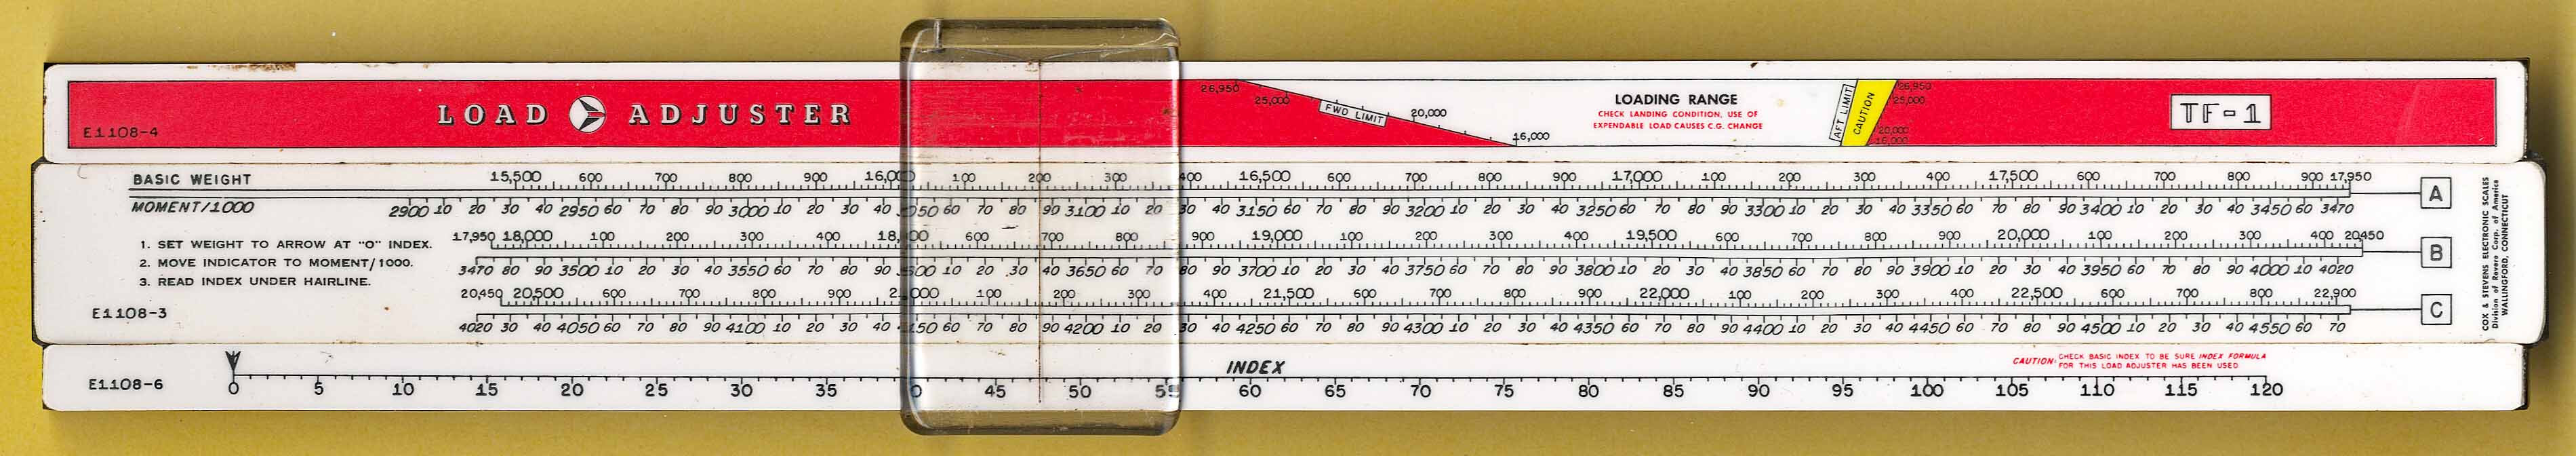 LOAD ADJUSTER
E1108-4
26,950 25,000 FWD LIMIT 20,000 16,000
LOADING RANGE
CHECK LANDING CONDITION, USE OF
EXPENDABLE LOAD CAUSES C.G. CHANGE
AFT LIMIT
CAUTION
26,950
25,000
20,000
16,000
TF-1
BASIC WEIGHT 15,500 600 700 800 900 16,000 100 200 300 400 16,500 600 700 800 900 17,000 100 200 300 400 17,500 600 700 800 900 17,950
MOMENT/1000 2900 10 20 30 40 2950 60 70 80 90 3000 10 20 30 40 3050 60 70 80 90 3100 10 20 30 40 3150 60 70 80 90 3200 10 20 30 40 3250 60 70 80 90 3300 10 20 30 40 3350 60 70 80 90 3400 10 20 30 40 3450 60 3470
A
1. SET WEIGHT TO ARROW AT "O" INDEX.
2. MOVE INDICATOR TO MOMENT/1000.
3. READ INDEX UNDER HAIRLINE.
E1108-3
17,950 18,000 100 200 300 400 18,500 600 700 800 900 19,000 100 200 300 400 19,500 600 700 800 900 20,000 100 200 300 400 20450
3470 80 90 3500 10 20 30 40 3550 60 70 80 90 3600 10 20 30 40 3650 60 70 80 90 3700 10 20 30 40 3750 60 70 80 90 3800 10 20 30 40 3850 60 70 80 90 3900 10 20 30 40 3950 60 70 80 90 4000 10 4020
B
20,450 20,500 600 700 800 900 21,000 100 200 300 400 21,500 600 700 800 900 22,000 100 200 300 400 22,500 600 700 800 22,900
4020 30 40 4050 60 70 80 90 4100 10 20 30 40 4150 60 70 80 90 4200 10 20 30 40 4250 60 70 80 90 4300 10 20 30 40 4350 60 70 80 90 4400 10 20 30 40 4450 60 70 80 90 4500 10 20 30 40 4550 60 70
C
COX & STEVENS ELECTRONIC SCALES
Division of Revere Corp. of America
WALLINGFORD, CONNECTICUT
INDEX
CAUTION: CHECK BASIC INDEX TO BE SURE INDEX FORMULA
FOR THIS LOAD ADJUSTER HAS BEEN USED
E1108-6
0 5 10 15 20 25 30 35 40 45 50 55 60 65 70 75 80 85 90 95 100 105 110 115 120